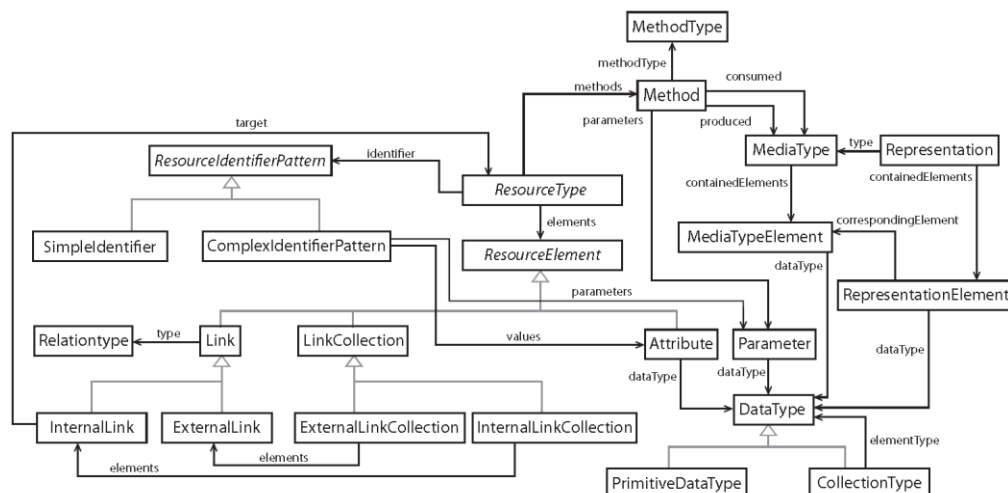 MethodType
methodType
consumed
methods
Method
parameters
produced
target
ResourceIdentifierPattern
identifier
MediaType
type
Representation
ResourceType
containedElements
containedElements
elements
correspondingElement
SimpleIdentifier
ComplexIdentifierPattern
ResourceElement
MediaTypeElement
dataType
parameters
RepresentationElement
Relationtype
type
Link
LinkCollection
values
Attribute
Parameter
dataType
dataType
dataType
InternalLink
ExternalLink
ExternalLinkCollection
InternalLinkCollection
DataType
elementType
elements
elements
PrimitiveDataType
CollectionType